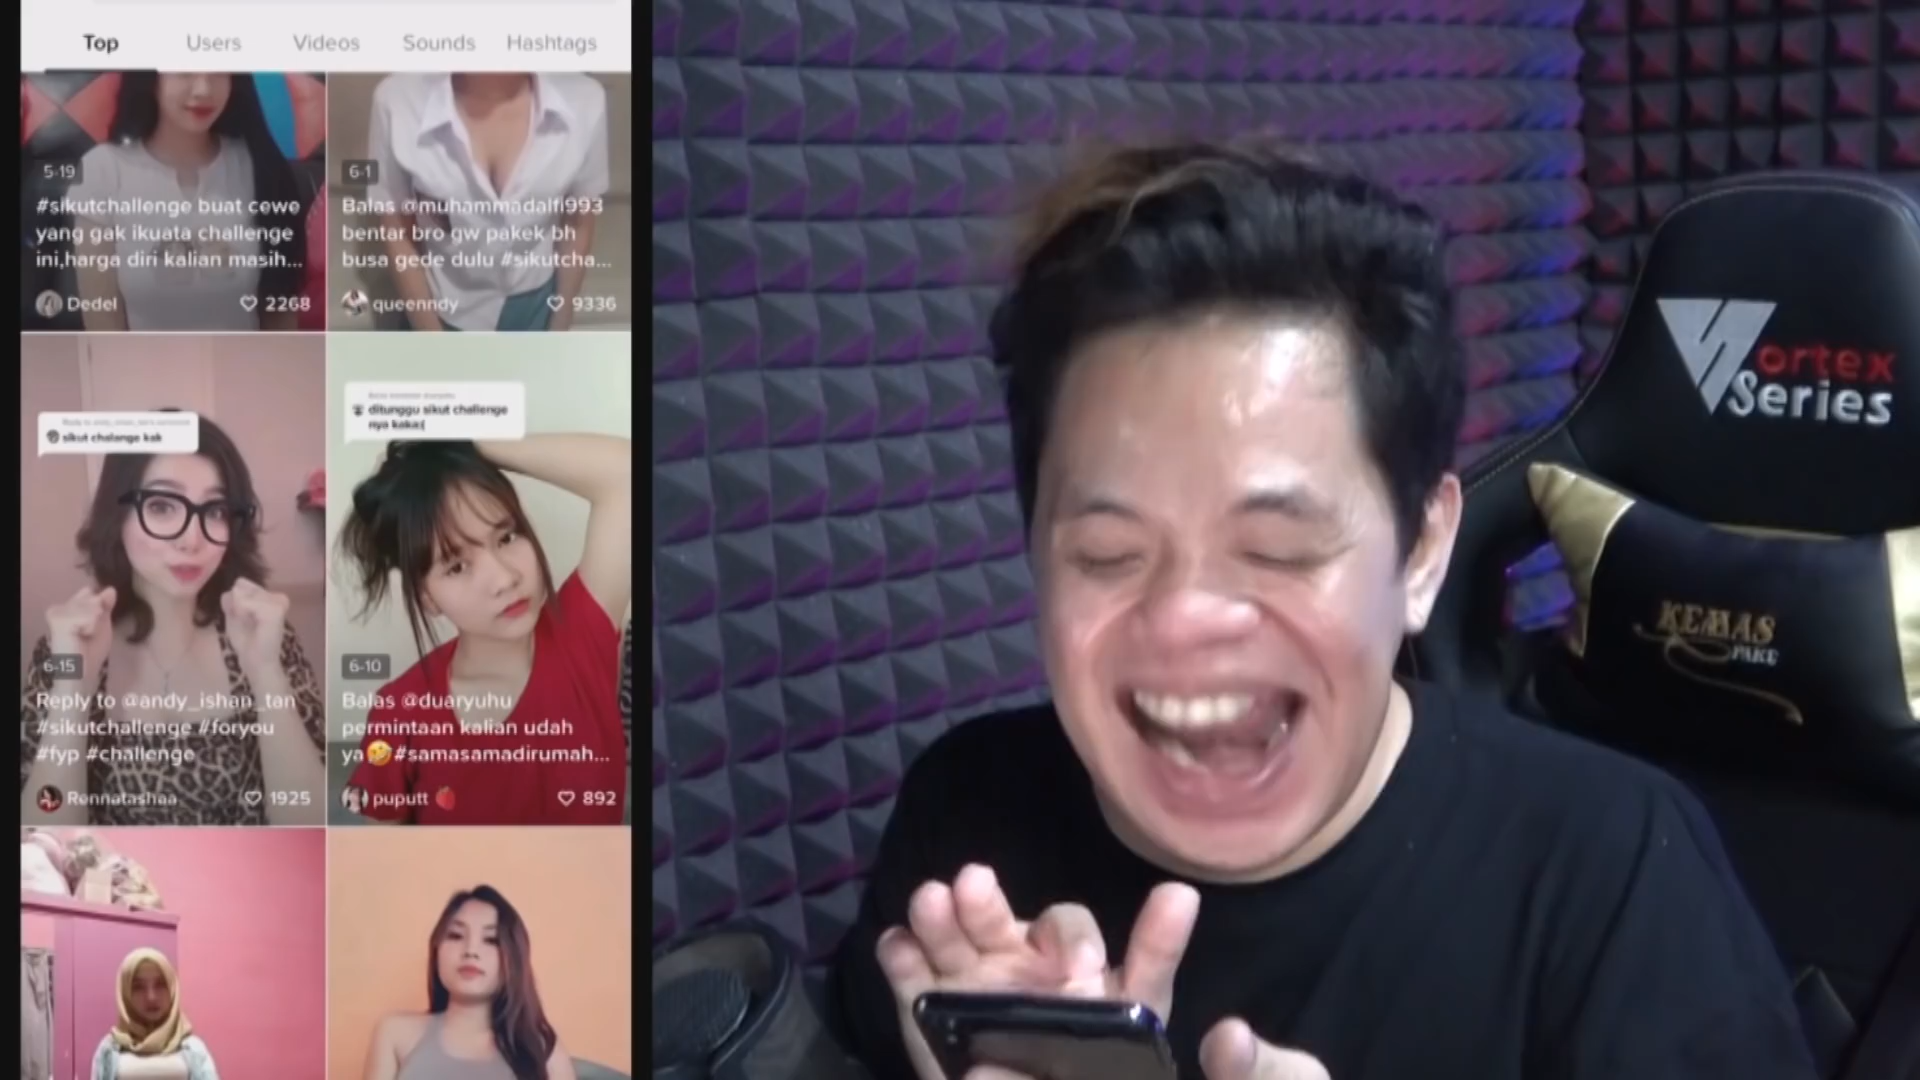 Top Users Videos Sounds Hashtags
5-19
#sikutchallenge buat cewe
yang gak ikuata challenge
ini,harga diri kalian masih...
Dedel 2268
6-1
Balas @muhammadalfi993
bentar bro gw pakek bh
busa gede dulu #sikutcha...
queenndy 9336
sikut chalange kak
6-15
Reply to @andy_ishan_tan
#sikutchallenge #foryou
#fyp #challenge
Rennatashaa 1925
ditunggu sikut challenge
nya kaka:(
6-10
Balas @duaryuhu
permintaan kalian udah
ya🤣#samasamadirumah...
puputt 🍓 892
Vortex
Series
KEMAS
PAKE